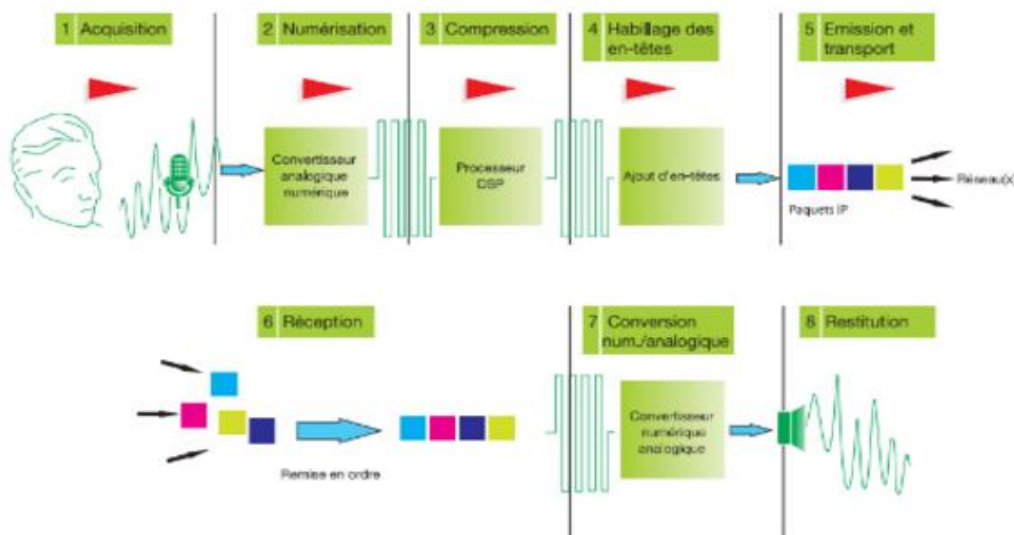 1 Acquisition
2 Numérisation
3 Compression
4 Habillage des
en-têtes
5 Emission et
transport
Convertisseur
analogique
numérique
Processeur
DSP
Ajout d'en-têtes
Réseau(x)
Paquets IP
6 Réception
7 Conversion
num./analogique
8 Restitution
Convertisseur
numérique
analogique
Remise en ordre